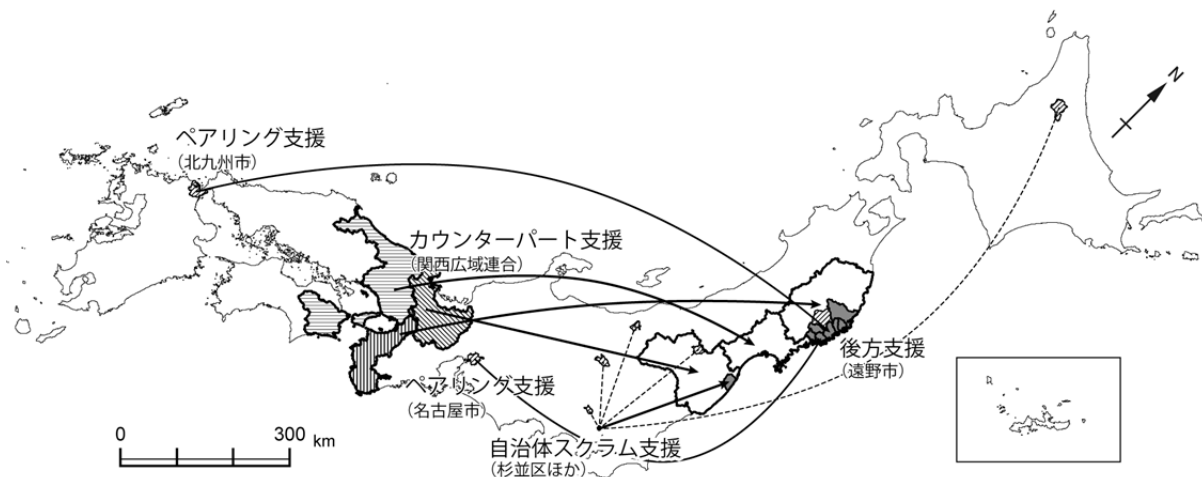 N
ペアリング支援
(北九州市)
カウンターパート支援
(関西広域連合)
後方支援
(遠野市)
ペアリング支援
(名古屋市)
自治体スクラム支援
(杉並区ほか)
0 300 km